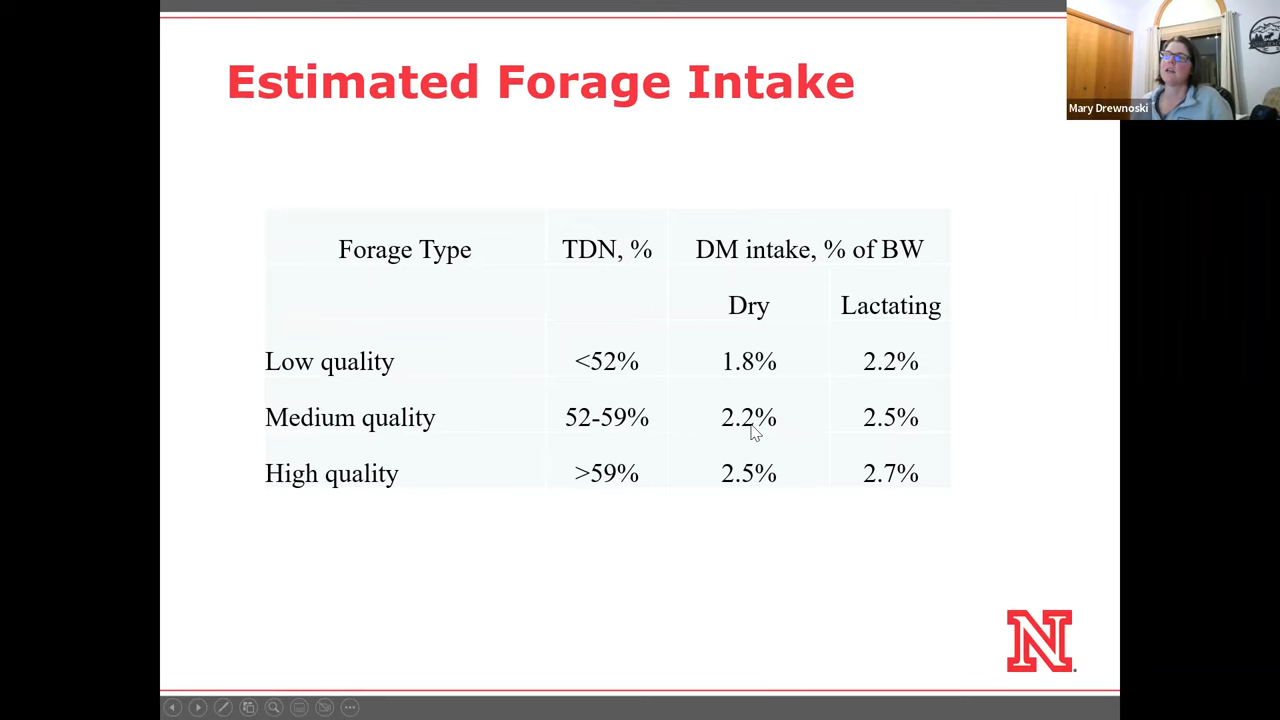 Estimated Forage Intake
Mary Drewnoski
Forage Type TDN, % DM intake, % of BW
Dry Lactating
Low quality <52% 1.8% 2.2%
Medium quality 52-59% 2.2% 2.5%
High quality >59% 2.5% 2.7%
N